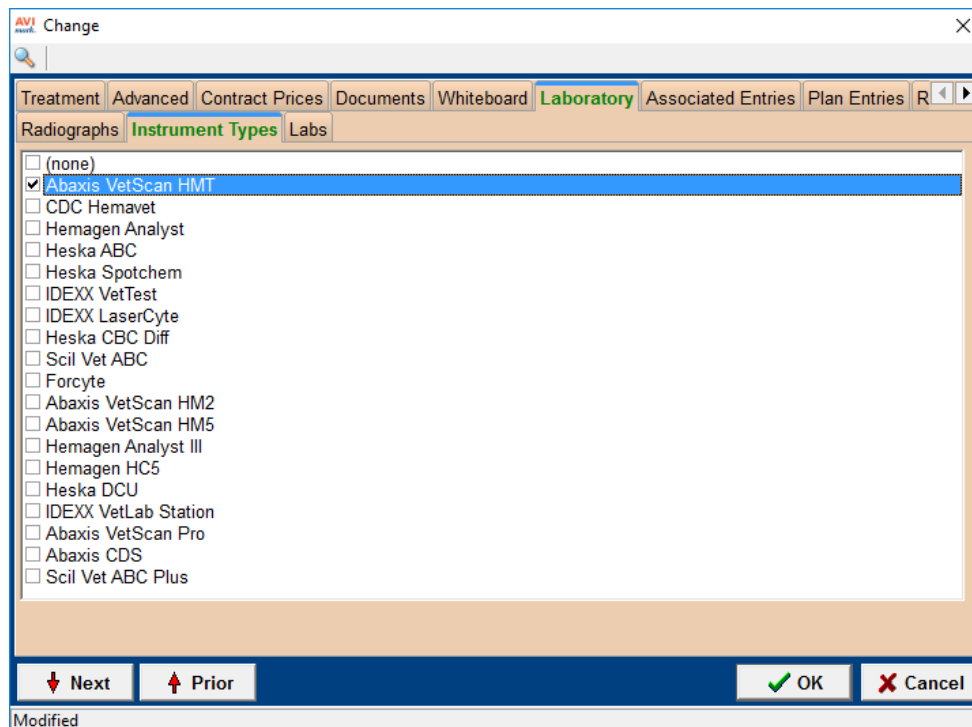 AVI mark. Change
Treatment Advanced Contract Prices Documents Whiteboard Laboratory Associated Entries Plan Entries R
Radiographs Instrument Types Labs
(none)
Abaxis VetScan HMT
CDC Hemavet
Hemagen Analyst
Heska ABC
Heska Spotchem
IDEXX VetTest
IDEXX LaserCyte
Heska CBC Diff
Scil Vet ABC
Forcyte
Abaxis VetScan HM2
Abaxis VetScan HM5
Hemagen Analyst III
Hemagen HC5
Heska DCU
IDEXX VetLab Station
Abaxis VetScan Pro
Abaxis CDS
Scil Vet ABC Plus
Next Prior OK Cancel
Modified